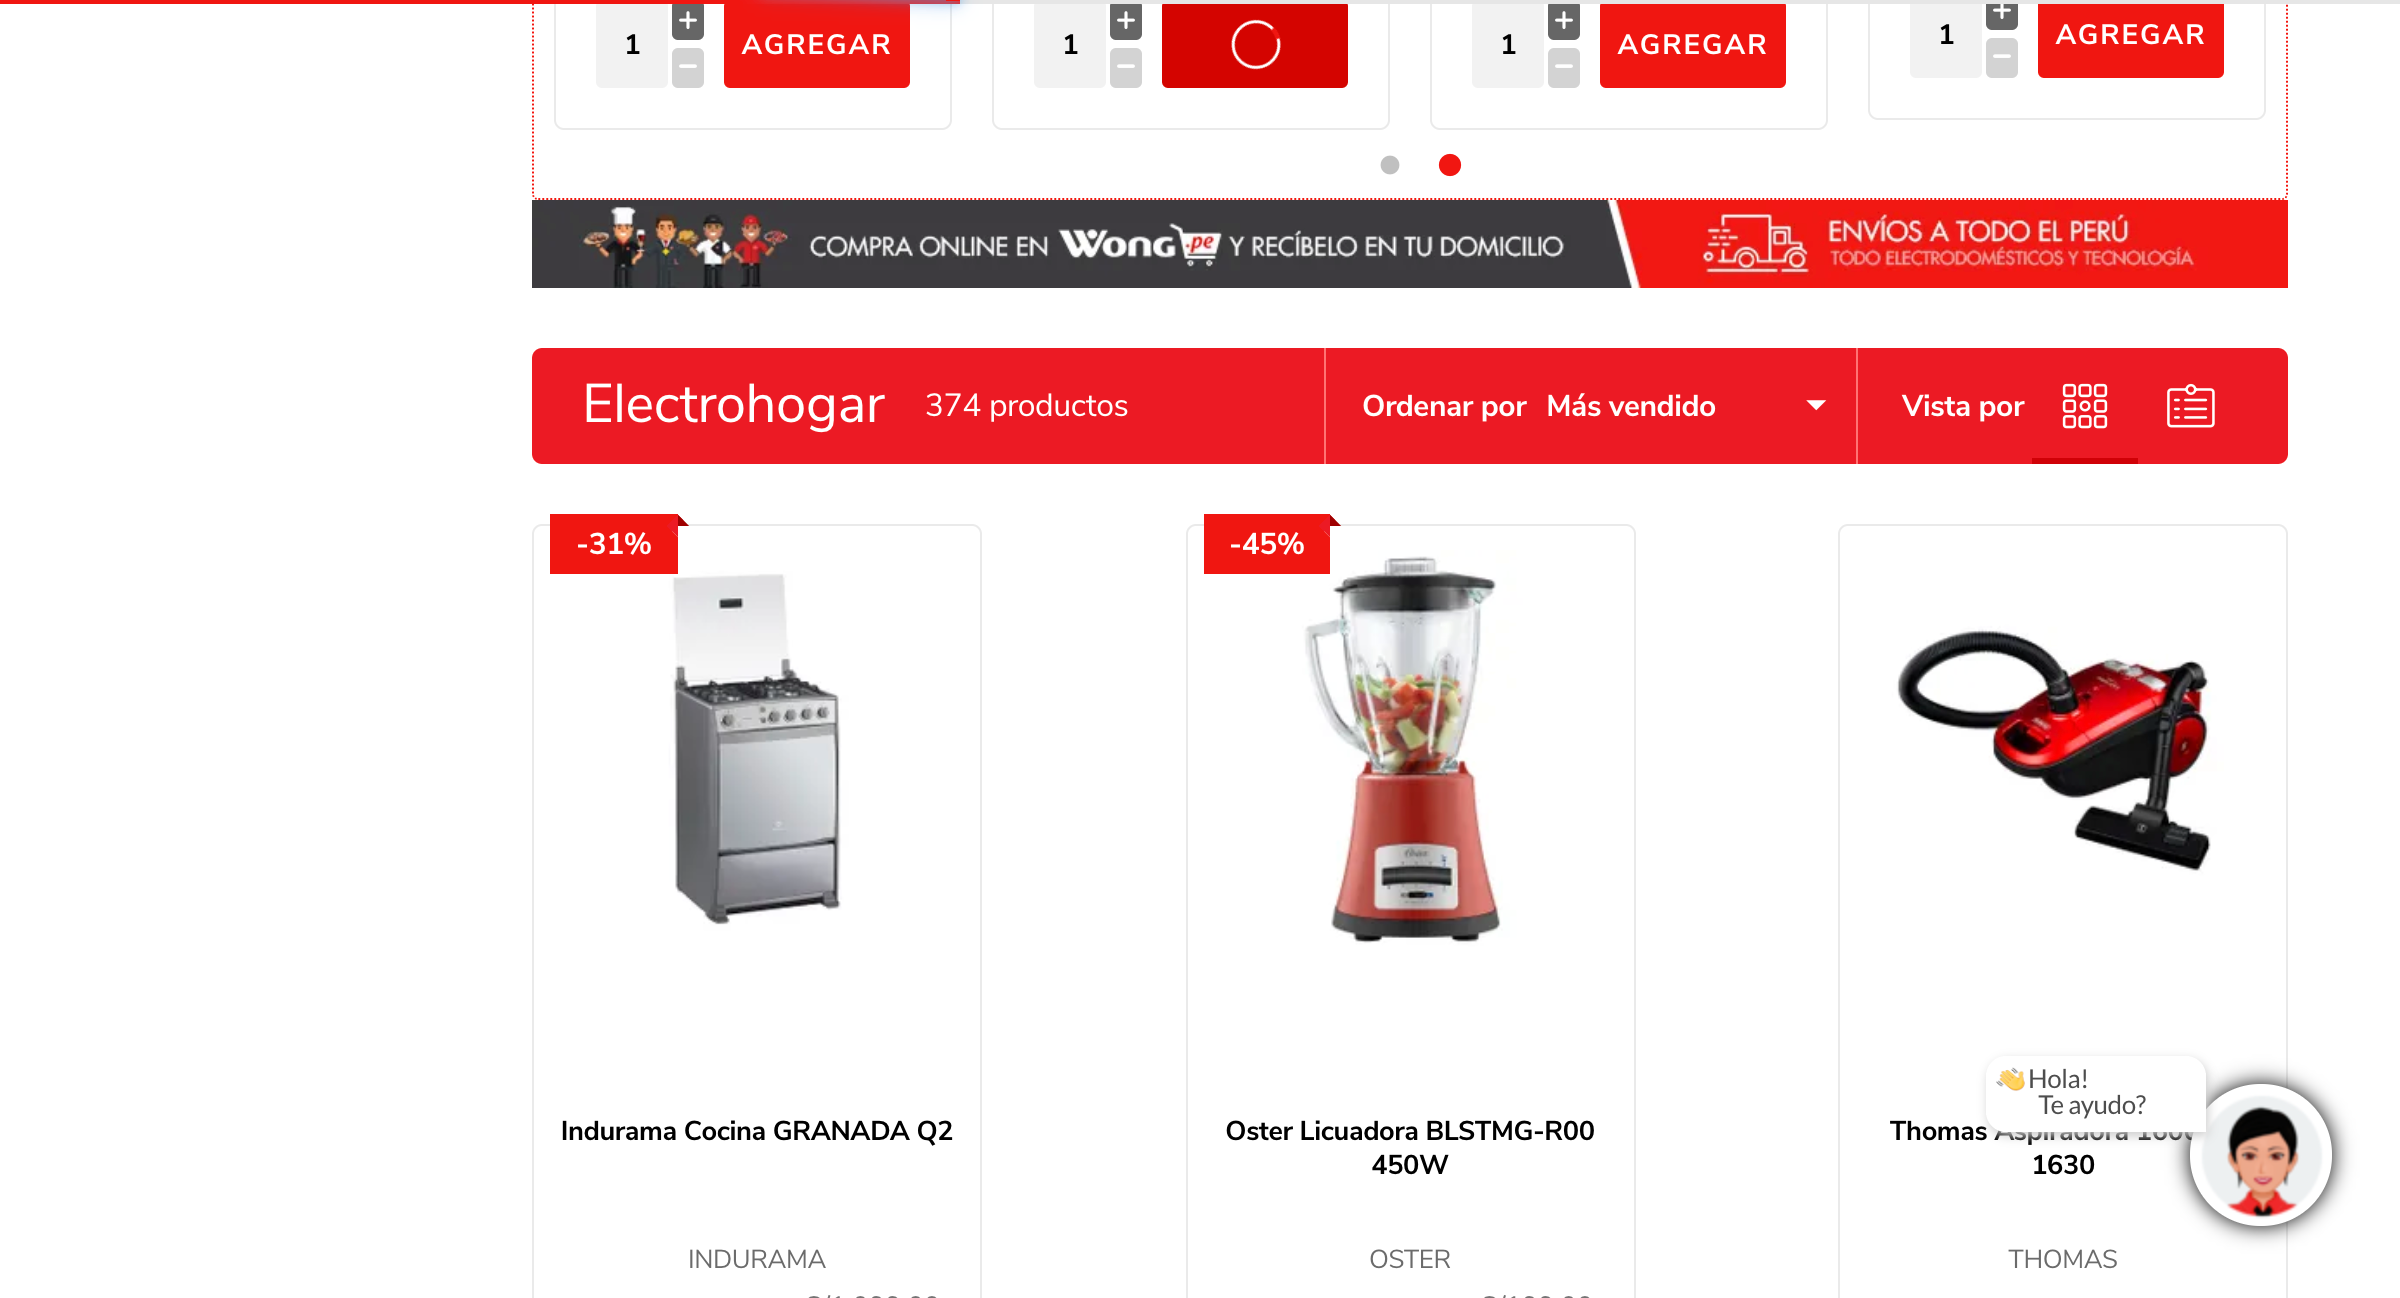 1
AGREGAR
1
1
AGREGAR
1
AGREGAR
COMPRA ONLINE EN Wong.pe Y RECÍBELO EN TU DOMICILIO
ENVÍOS A TODO EL PERÚ
TODO ELECTRODOMÉSTICOS Y TECNOLOGÍA
Electrohogar 374 productos
Ordenar por Más vendido
Vista por
-31%
-45%
Indurama Cocina GRANADA Q2
Oster Licuadora BLSTMG-R00
450W
Thomas Aspiradora
1630
Hola!
Te ayudo?
INDURAMA
OSTER
THOMAS